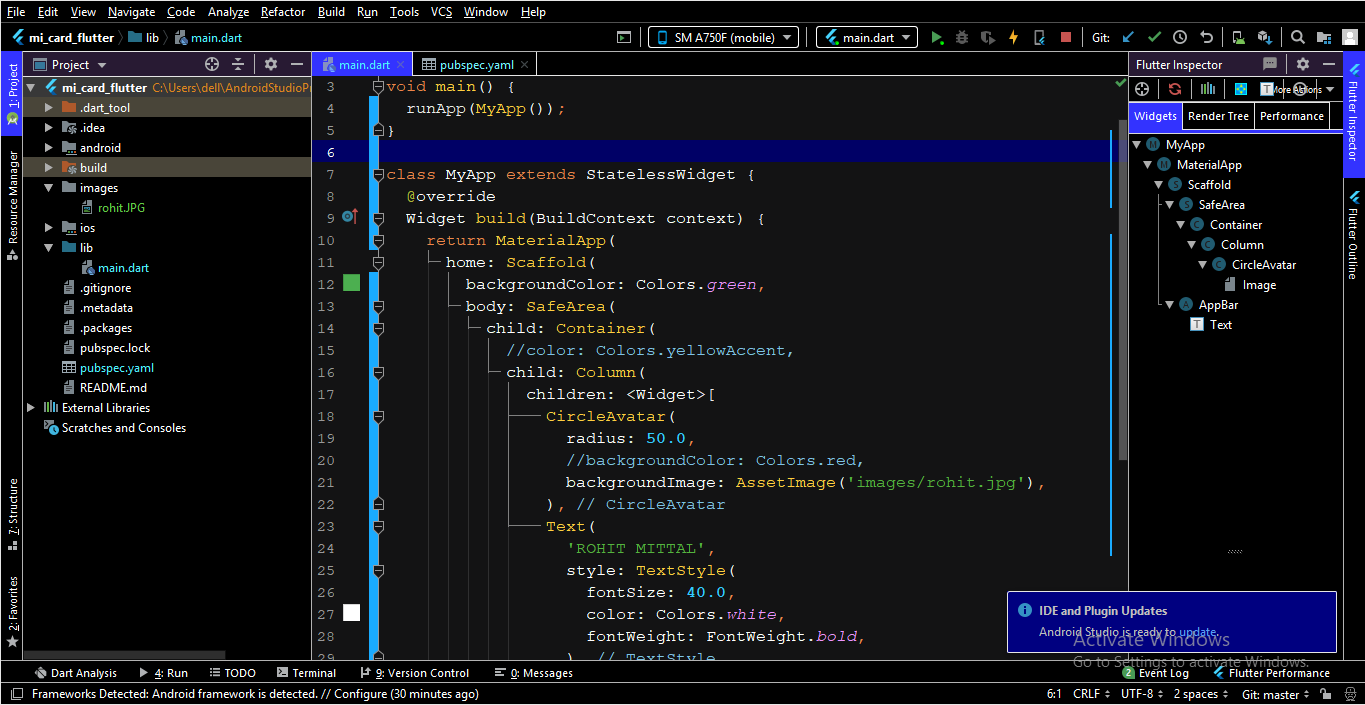 File Edit View Navigate Code Analyze Refactor Build Run Tools VCS Window Help
mi_card_flutter lib main.dart SM A750F (mobile) main.dart Git:
1: Project
Resource Manager
7: Structure
2: Favorites
Project
mi_card_flutter C:\Users\dell\AndroidStudioPr
.dart_tool
.idea
android
build
images
rohit.JPG
ios
lib
main.dart
.gitignore
.metadata
.packages
pubspec.lock
pubspec.yaml
README.md
External Libraries
Scratches and Consoles
main.dart pubspec.yaml
3 void main() {
4 runApp(MyApp());
5 }
6
7 class MyApp extends StatelessWidget {
8 @override
9 Widget build(BuildContext context) {
10 return MaterialApp(
11 home: Scaffold(
12 backgroundColor: Colors.green,
13 body: SafeArea(
14 child: Container(
15 //color: Colors.yellowAccent,
16 child: Column(
17 children: <Widget>[
18 CircleAvatar(
19 radius: 50.0,
20 //backgroundColor: Colors.red,
21 backgroundImage: AssetImage('images/rohit.jpg'),
22 ), // CircleAvatar
23 Text(
24 'ROHIT MITTAL',
25 style: TextStyle(
26 fontSize: 40.0,
27 color: Colors.white,
28 fontWeight: FontWeight.bold,
29 ), // TextStyle
Flutter Inspector
More Actions
Widgets Render Tree Performance
MyApp
MaterialApp
Scaffold
SafeArea
Container
Column
CircleAvatar
Image
AppBar
Text
Flutter Inspector
Flutter Outline
IDE and Plugin Updates
Android Studio is ready to update.
Activate Windows
Go to Settings to activate Windows.
Dart Analysis 4: Run TODO Terminal 9: Version Control 0: Messages 2 Event Log Flutter Performance
Frameworks Detected: Android framework is detected. // Configure (30 minutes ago) 6:1 CRLF UTF-8 2 spaces Git: master